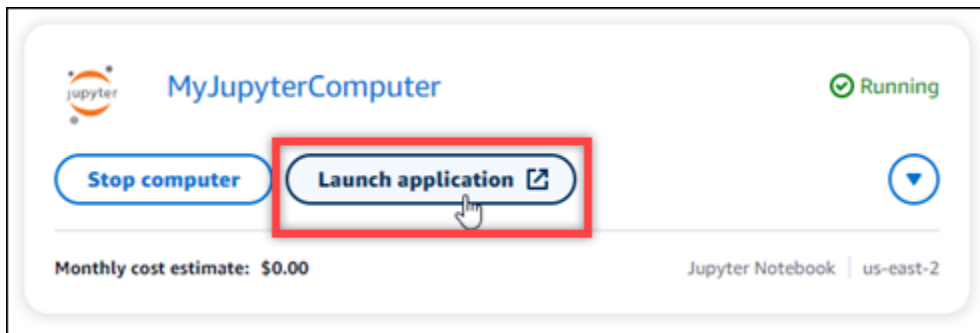 jupyter
MyJupyterComputer
Running
Stop computer
Launch application
Monthly cost estimate: $0.00
Jupyter Notebook
us-east-2